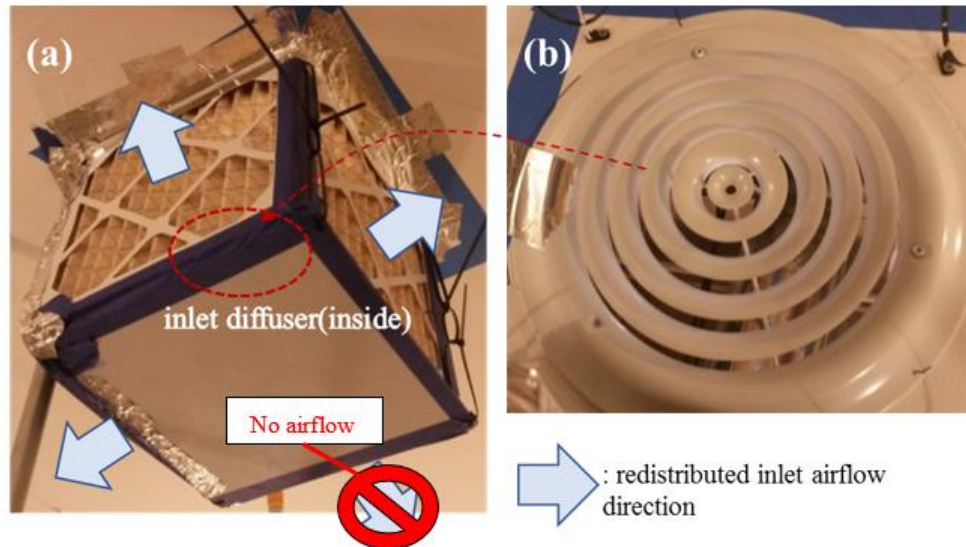 (a)
(b)
inlet diffuser(inside)
No airflow
: redistributed inlet airflow
direction